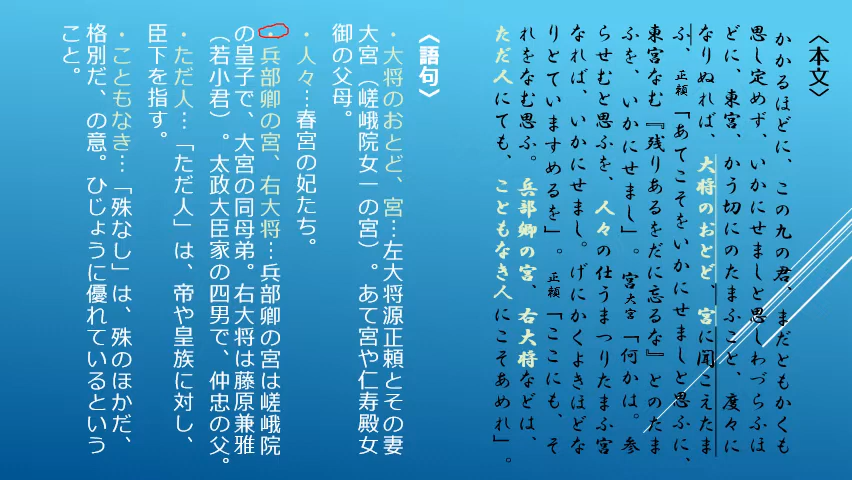 〈本文〉
かかるほどに、この九の君、まだともかくも
思し定めず、いかにせましと思しわづらふほ
どに、東宮、かう切にのたまふこと、度々に
なりぬれば、大将のおとど、宮に聞こえたま
ふ、正頼「あてこそをいかにせましと思ふに、
東宮なむ『残りあるをだに忘るな』とのたま
ふを、いかにせまし」。宮大宮「何かは。参
らせむと思ふを、人々の仕うまつりたまふ宮
なれば、いかにせまし。げにかくよきほどな
りとていますめるを」。正頼「ここにも、そ
れをなむ思ふ。兵部卿の宮、右大将などは、
ただ人にても、こともなき人にこそあめれ」。
〈語句〉
・大将のおとど、宮…左大将源正頼とその妻
大宮（嵯峨院女一の宮）。あて宮や仁寿殿女
御の父母。
・人々…春宮の妃たち。
・兵部卿の宮、右大将…兵部卿の宮は嵯峨院
の皇子で、大宮の同母弟。右大将は藤原兼雅
（若小君）。太政大臣家の四男で、仲忠の父。
・ただ人…「ただ人」は、帝や皇族に対し、
臣下を指す。
・こともなき…「殊なし」は、殊のほかだ、
格別だ、の意。ひじょうに優れているという
こと。